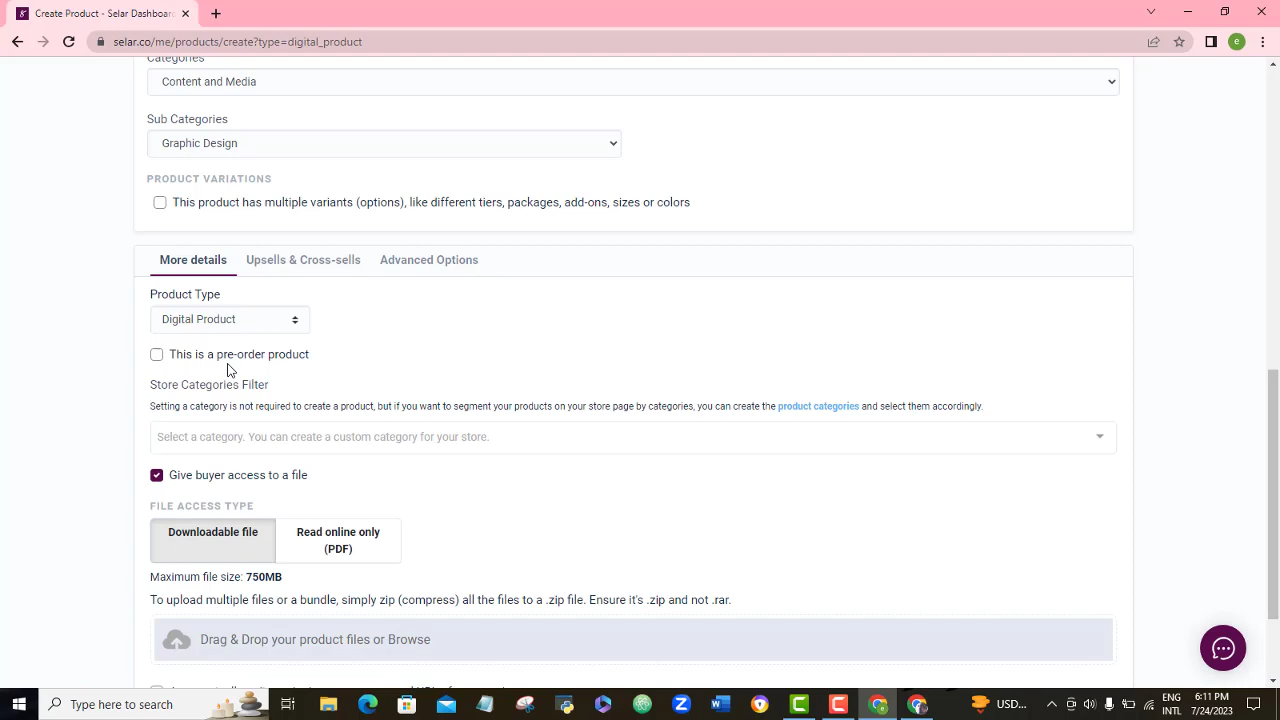 Create Product - Selar Dashboard
selar.co/me/products/create?type=digital_product
e
Categories
Content and Media
Sub Categories
Graphic Design
PRODUCT VARIATIONS
This product has multiple variants (options), like different tiers, packages, add-ons, sizes or colors
More details Upsells & Cross-sells Advanced Options
Product Type
Digital Product
This is a pre-order product
Store Categories Filter
Setting a category is not required to create a product, but if you want to segment your products on your store page by categories, you can create the product categories and select them accordingly.
Select a category. You can create a custom category for your store.
Give buyer access to a file
FILE ACCESS TYPE
Downloadable file Read online only
(PDF)
Maximum file size: 750MB
To upload multiple files or a bundle, simply zip (compress) all the files to a .zip file. Ensure it's .zip and not .rar.
Drag & Drop your product files or Browse
Type here to search
USD...
ENG 6:11 PM
INTL 7/24/2023